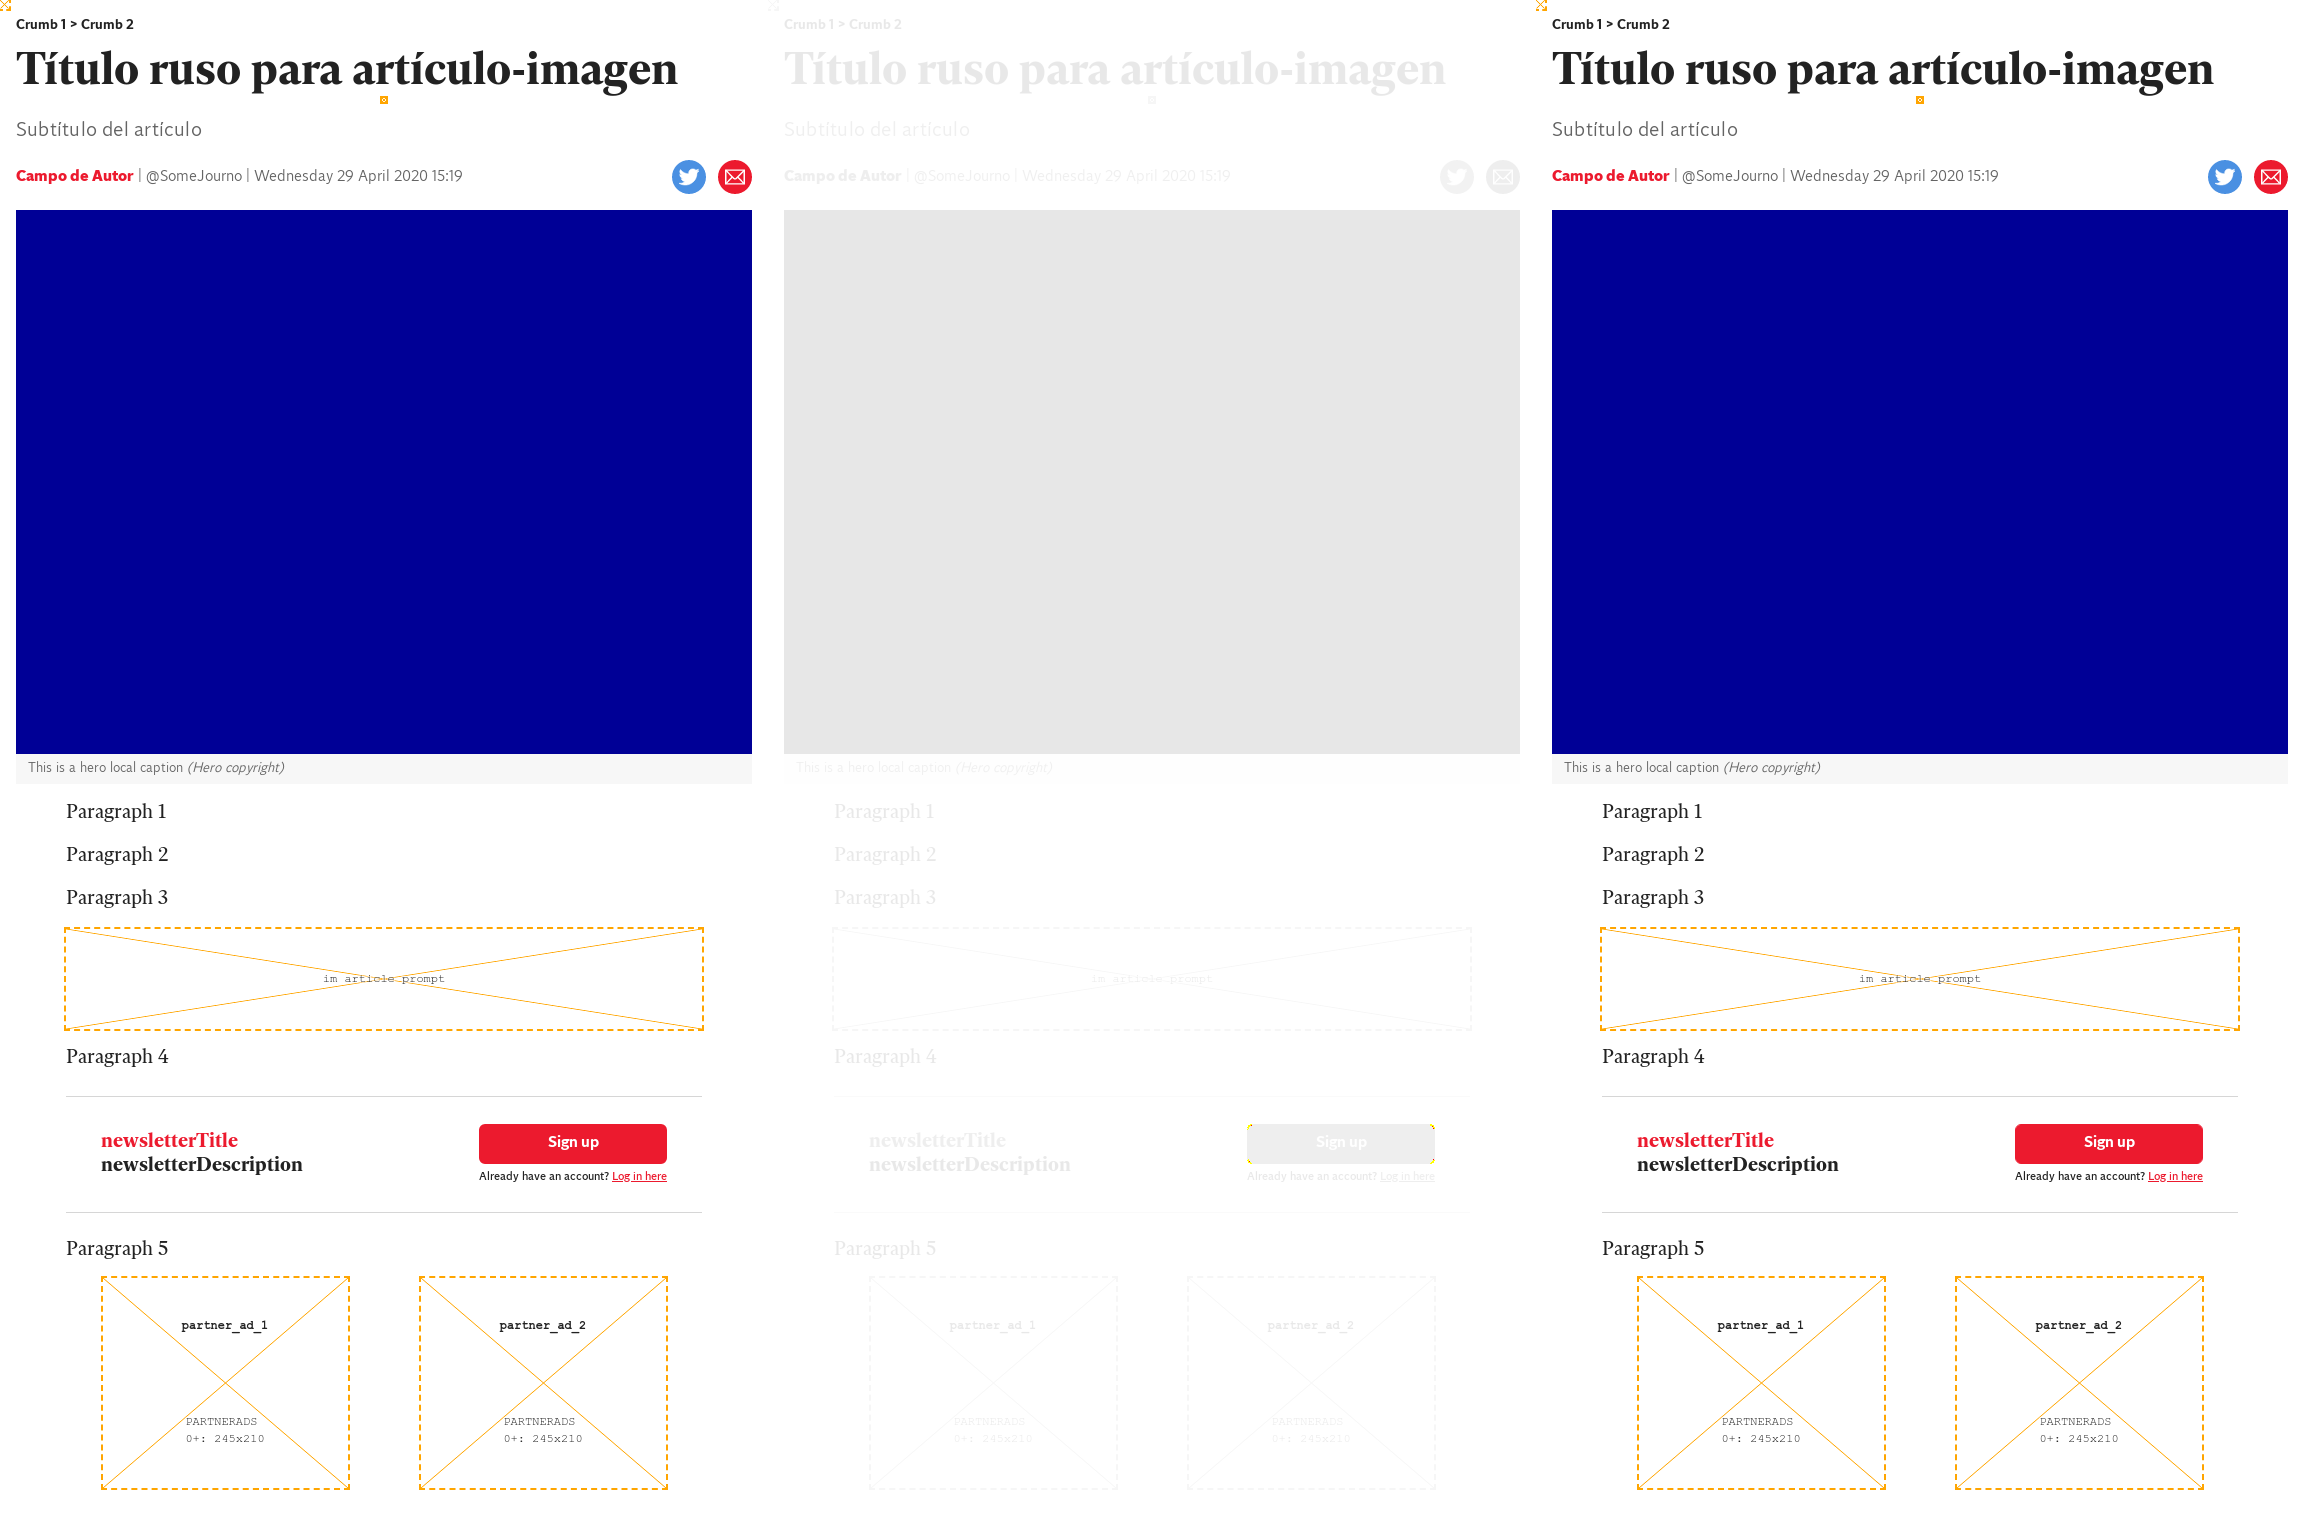 Crumb 1 > Crumb 2
Título ruso para artículo-imagen
Subtítulo del artículo
Campo de Autor | @SomeJourno | Wednesday 29 April 2020 15:19
This is a hero local caption (Hero copyright)
Paragraph 1
Paragraph 2
Paragraph 3
im article prompt
Paragraph 4
newsletterTitle
newsletterDescription
Sign up
Already have an account? Log in here
Paragraph 5
partner_ad_1
PARTNERADS
0+: 245x210
partner_ad_2
PARTNERADS
0+: 245x210
Crumb 1 > Crumb 2
Título ruso para artículo-imagen
Subtítulo del artículo
Campo de Autor | @SomeJourno | Wednesday 29 April 2020 15:19
This is a hero local caption (Hero copyright)
Paragraph 1
Paragraph 2
Paragraph 3
im article prompt
Paragraph 4
newsletterTitle
newsletterDescription
Sign up
Already have an account? Log in here
Paragraph 5
partner_ad_1
PARTNERADS
0+: 245x210
partner_ad_2
PARTNERADS
0+: 245x210
Crumb 1 > Crumb 2
Título ruso para artículo-imagen
Subtítulo del artículo
Campo de Autor | @SomeJourno | Wednesday 29 April 2020 15:19
This is a hero local caption (Hero copyright)
Paragraph 1
Paragraph 2
Paragraph 3
im article prompt
Paragraph 4
newsletterTitle
newsletterDescription
Sign up
Already have an account? Log in here
Paragraph 5
partner_ad_1
PARTNERADS
0+: 245x210
partner_ad_2
PARTNERADS
0+: 245x210